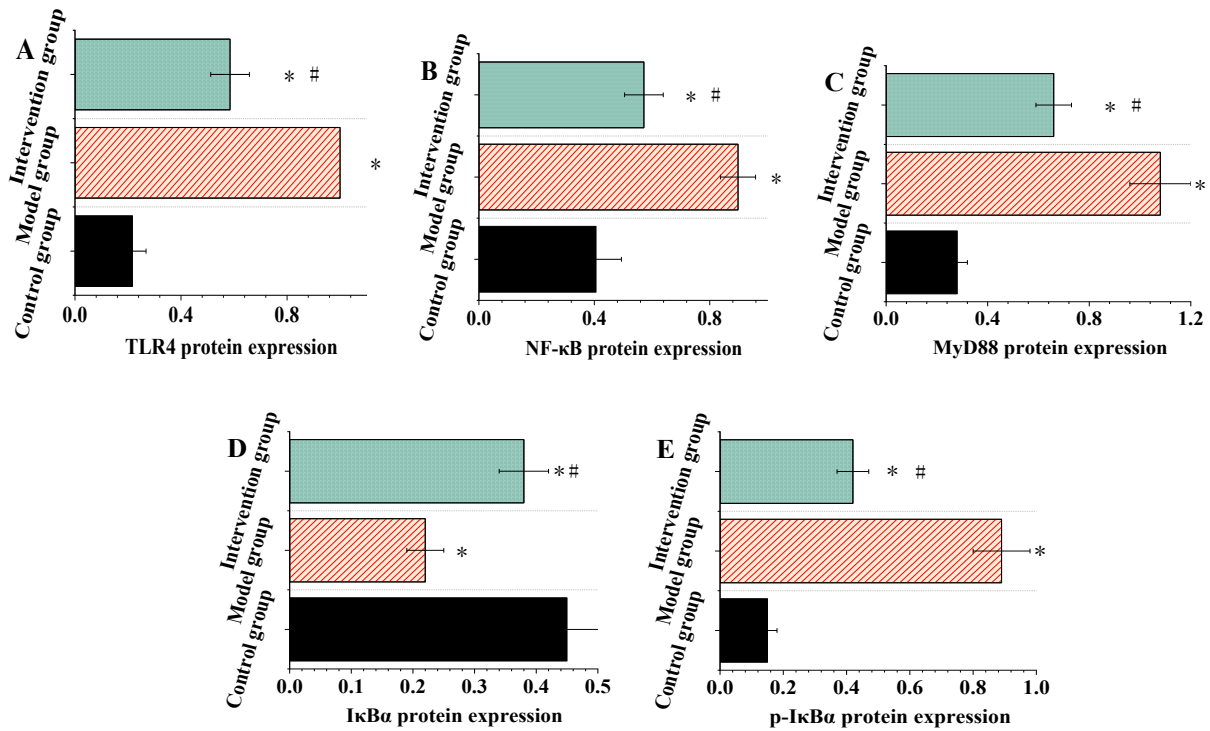 A
Intervention group
Model group
Control group
* #
*
0.0 0.4 0.8
TLR4 protein expression
B
Intervention group
Model group
Control group
* #
*
0.0 0.4 0.8
NF-κB protein expression
C
Intervention group
Model group
Control group
* #
*
0.0 0.4 0.8 1.2
MyD88 protein expression
D
Intervention group
Model group
Control group
* #
*
0.0 0.1 0.2 0.3 0.4 0.5
IκBα protein expression
E
Intervention group
Model group
Control group
* #
*
0.0 0.2 0.4 0.6 0.8 1.0
p-IκBα protein expression